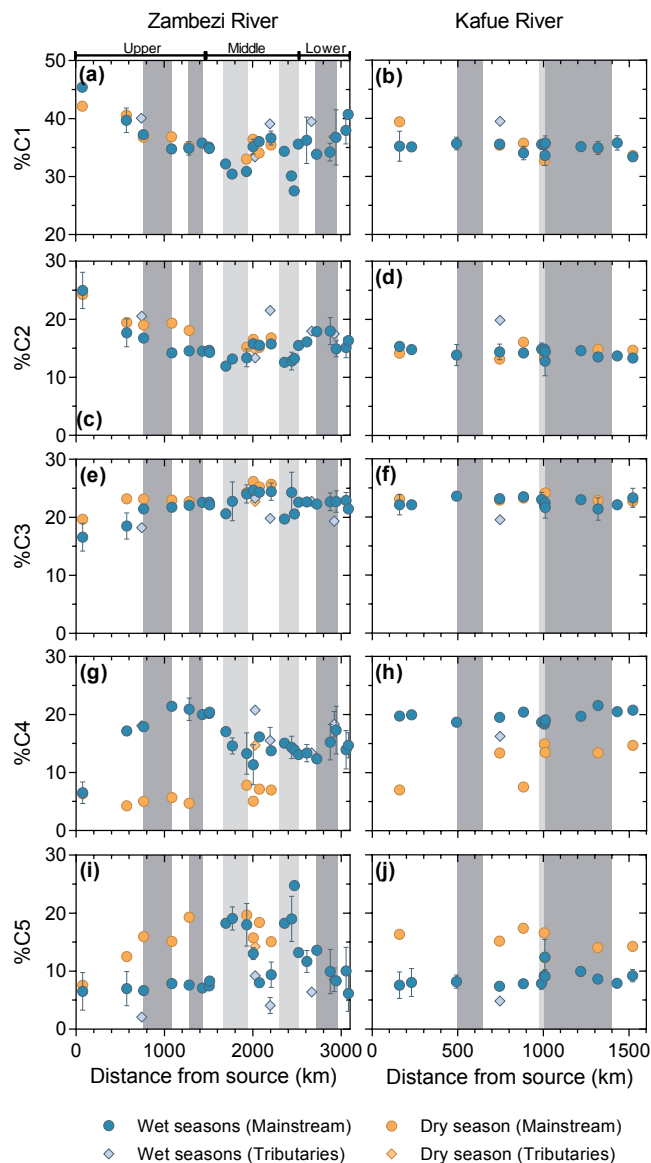 Zambezi River Kafue River
Upper Middle Lower
(a) (b)
%C1
50
40
30
20
(c) (d)
%C2
30
20
10
0
(e) (f)
%C3
30
20
10
0
(g) (h)
%C4
30
20
10
0
(i) (j)
%C5
30
20
10
0
0 1000 2000 3000 0 500 1000 1500
Distance from source (km) Distance from source (km)
Wet seasons (Mainstream) Dry season (Mainstream)
Wet seasons (Tributaries) Dry season (Tributaries)